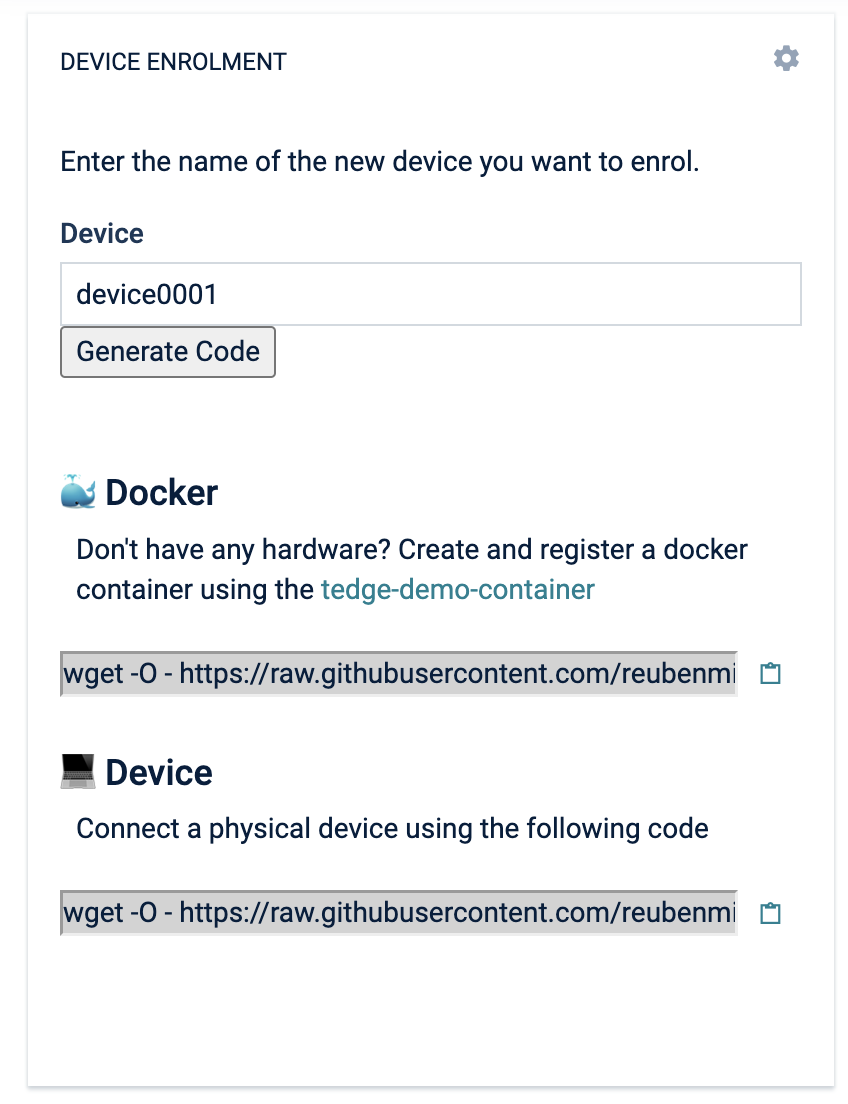 DEVICE ENROLMENT
Enter the name of the new device you want to enrol.
Device
device0001
Generate Code
Docker
Don't have any hardware? Create and register a docker
container using the tedge-demo-container
wget -O - https://raw.githubusercontent.com/reubenmi
Device
Connect a physical device using the following code
wget -O - https://raw.githubusercontent.com/reubenmi